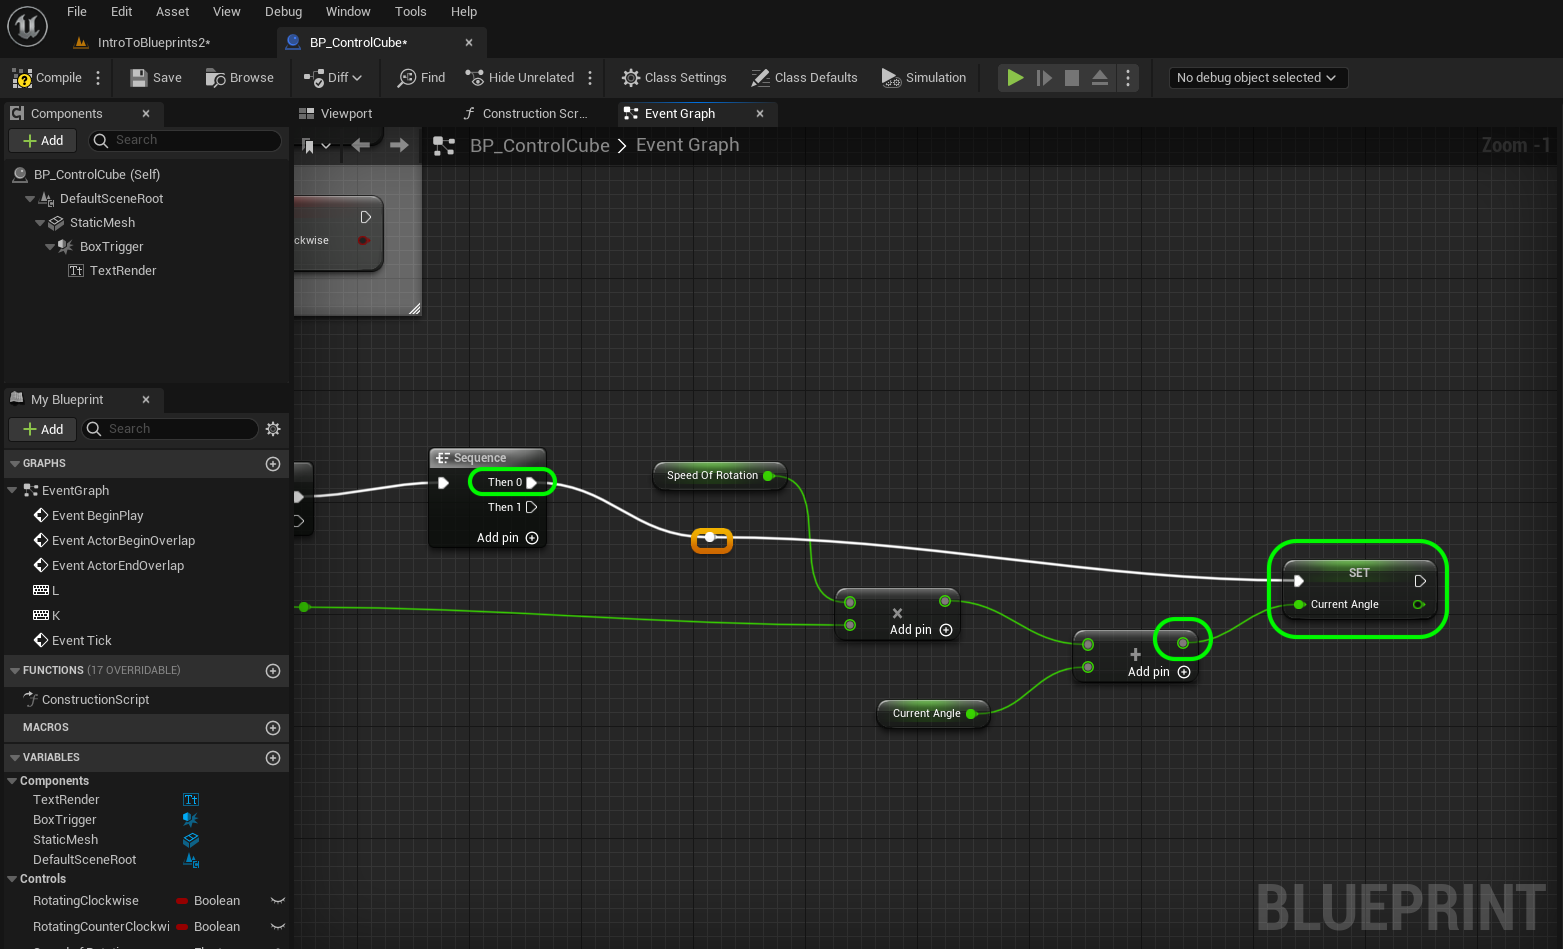 File Edit Asset View Debug Window Tools Help
IntroToBlueprints2* BP_ControlCube*
Compile Save Browse Diff Find Hide Unrelated Class Settings Class Defaults Simulation No debug object selected
Components Viewport Construction Scr... Event Graph
Add Search
BP_ControlCube > Event Graph Zoom -1
BP_ControlCube (Self)
DefaultSceneRoot
StaticMesh
BoxTrigger
TextRender
ckwise
My Blueprint
Add Search
GRAPHS
EventGraph
Event BeginPlay
Event ActorBeginOverlap
Event ActorEndOverlap
L
K
Event Tick
FUNCTIONS (17 OVERRIDABLE)
ConstructionScript
MACROS
VARIABLES
Components
TextRender
BoxTrigger
StaticMesh
DefaultSceneRoot
Controls
RotatingClockwise Boolean
RotatingCounterClockwi Boolean
Sequence
Then 0
Then 1
Add pin
Speed Of Rotation
Add pin
Current Angle
Add pin
SET
Current Angle
BLUEPRINT